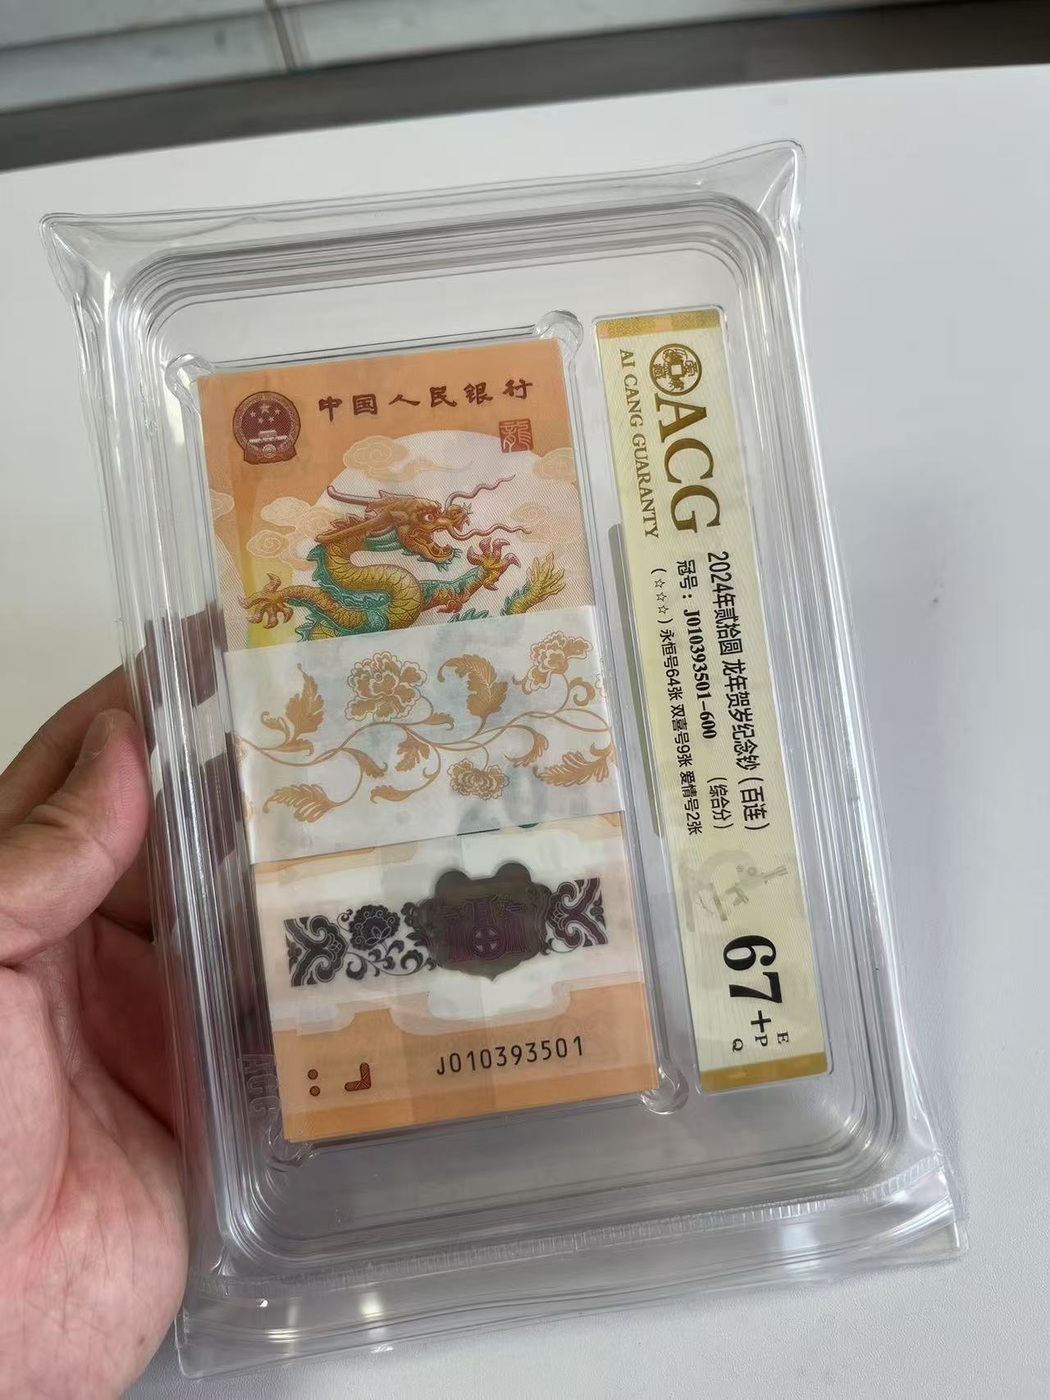 中国人民银行
龍
J010393501
ACG
AI CANG GUARANTY
2024年贰拾圆 龙年贺岁纪念钞（百连）
冠号：J010393501-600 （综合分）
（☆☆☆）永恒号64张 双喜号9张 爱情号2张
67+
E
P
Q
ACG